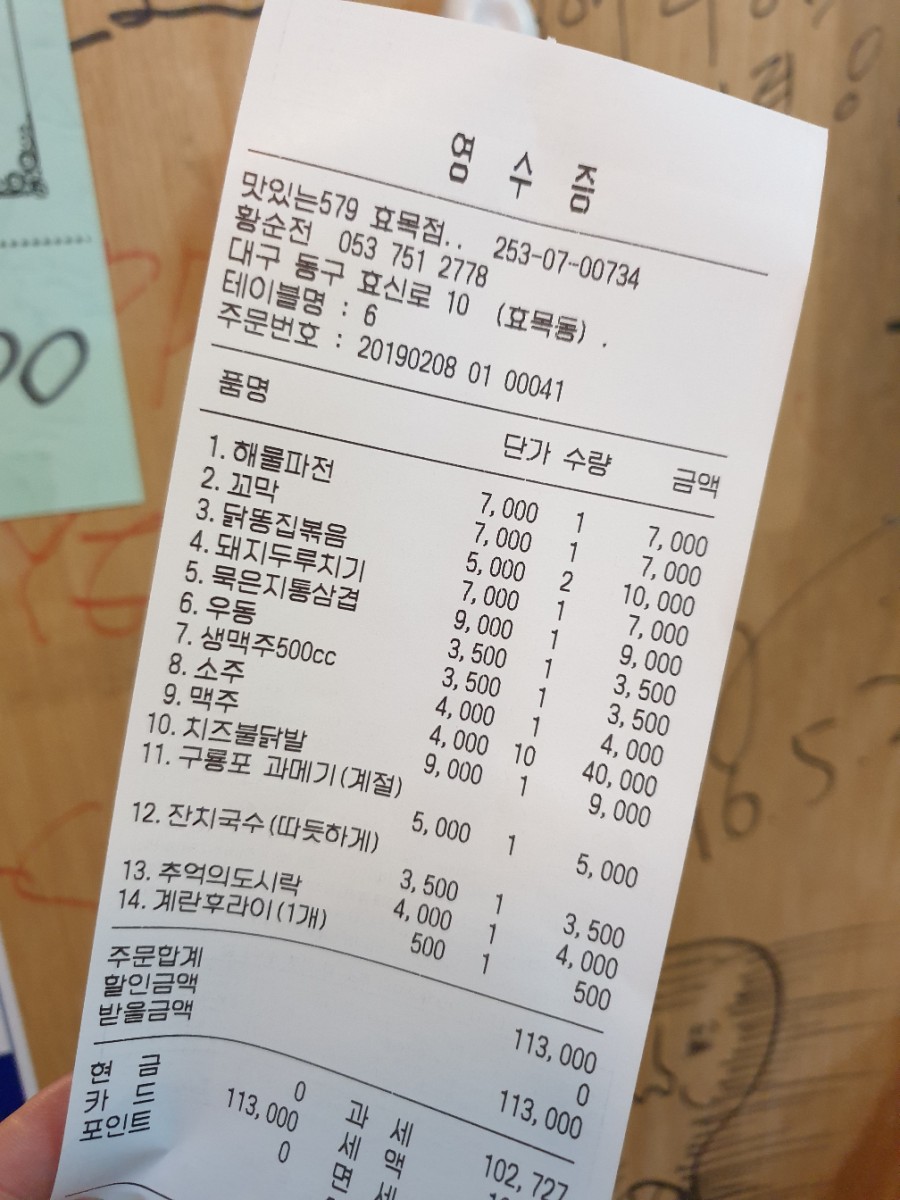 영 수 증
맛있는579 효목점.. 253-07-00734
황순전 053 751 2778
대구 동구 효신로 10 (효목동) .
테이블명 : 6
주문번호 : 20190208 01 00041
품명 단가 수량 금액
1. 해물파전 7,000 1 7,000
2. 꼬막 7,000 1 7,000
3. 닭똥집볶음 5,000 2 10,000
4. 돼지두루치기 7,000 1 7,000
5. 묵은지통삼겹 9,000 1 9,000
6. 우동 3,500 1 3,500
7. 생맥주500cc 3,500 1 3,500
8. 소주 4,000 1 4,000
9. 맥주 4,000 10 40,000
10. 치즈불닭발 9,000 1 9,000
11. 구룡포 과메기(계절)
5,000 1 5,000
12. 잔치국수(따듯하게)
3,500 1 3,500
13. 추억의도시락 4,000 1 4,000
14. 계란후라이(1개) 500 1 500
주문합계 113,000
할인금액 0
받을금액 113,000
현 금 0 과 세 102,727
카 드 113,000 세 액
포인트 0 면 세
00
16.5.